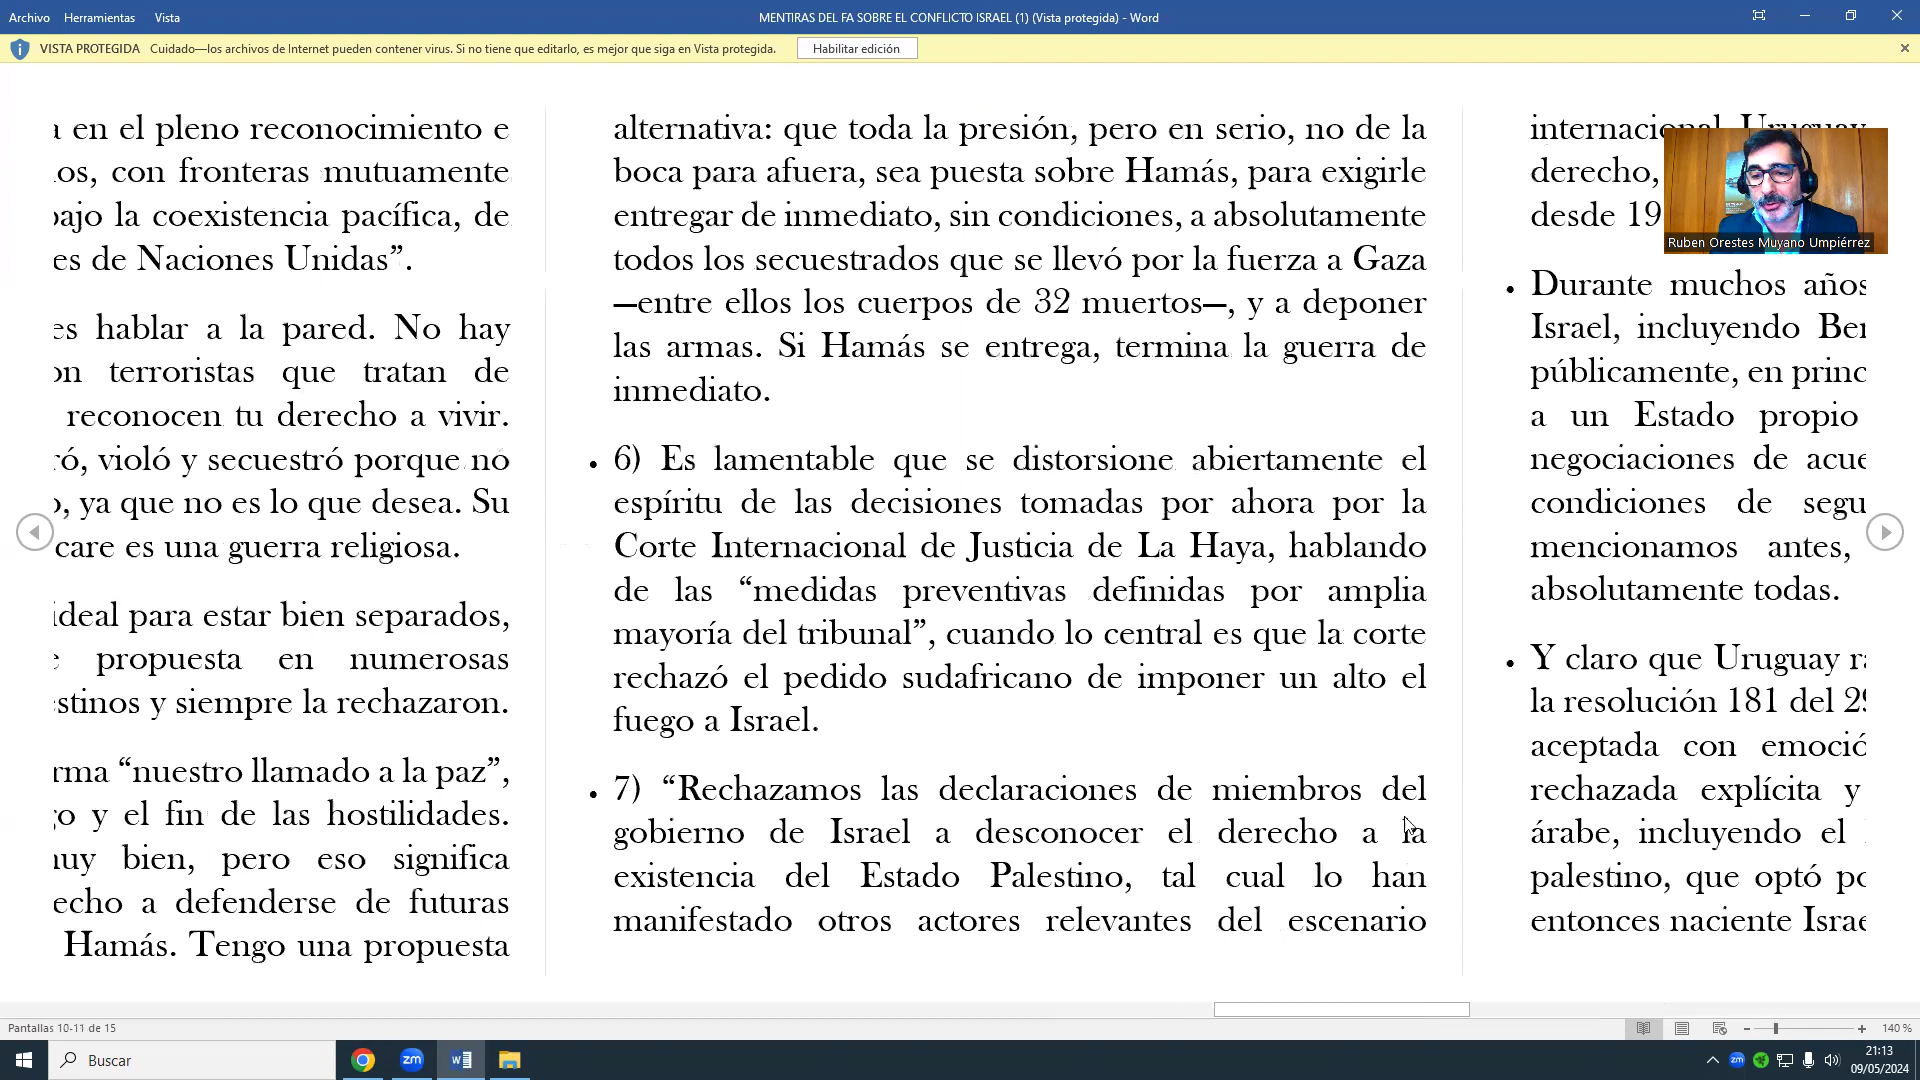 Archivo Herramientas Vista
MENTIRAS DEL FA SOBRE EL CONFLICTO ISRAEL (1) (Vista protegida) - Word
VISTA PROTEGIDA Cuidado—los archivos de Internet pueden contener virus. Si no tiene que editarlo, es mejor que siga en Vista protegida. Habilitar edición
a en el pleno reconocimiento e
os, con fronteras mutuamente
bajo la coexistencia pacífica, de
es de Naciones Unidas”.
es hablar a la pared. No hay
on terroristas que tratan de
reconocen tu derecho a vivir.
ró, violó y secuestró porque no
o, ya que no es lo que desea. Su
care es una guerra religiosa.
ideal para estar bien separados,
e propuesta en numerosas
stinos y siempre la rechazaron.
rma “nuestro llamado a la paz”,
go y el fin de las hostilidades.
muy bien, pero eso significa
echo a defenderse de futuras
Hamás. Tengo una propuesta
alternativa: que toda la presión, pero en serio, no de la
boca para afuera, sea puesta sobre Hamás, para exigirle
entregar de inmediato, sin condiciones, a absolutamente
todos los secuestrados que se llevó por la fuerza a Gaza
—entre ellos los cuerpos de 32 muertos—, y a deponer
las armas. Si Hamás se entrega, termina la guerra de
inmediato.
• 6) Es lamentable que se distorsione abiertamente el
espíritu de las decisiones tomadas por ahora por la
Corte Internacional de Justicia de La Haya, hablando
de las “medidas preventivas definidas por amplia
mayoría del tribunal”, cuando lo central es que la corte
rechazó el pedido sudafricano de imponer un alto el
fuego a Israel.
• 7) “Rechazamos las declaraciones de miembros del
gobierno de Israel a desconocer el derecho a la
existencia del Estado Palestino, tal cual lo han
manifestado otros actores relevantes del escenario
internacional. Uruguay
derecho,
desde 19
• Durante muchos años
Israel, incluyendo Ber
públicamente, en princ
a un Estado propio
negociaciones de acue
condiciones de segu
mencionamos antes,
absolutamente todas.
• Y claro que Uruguay ra
la resolución 181 del 29
aceptada con emoció
rechazada explícita y
árabe, incluyendo el
palestino, que optó po
entonces naciente Israe
Ruben Orestes Muyano Umpiérrez
Pantallas 10-11 de 15
140 %
Buscar
zm
zm
21:13
09/05/2024